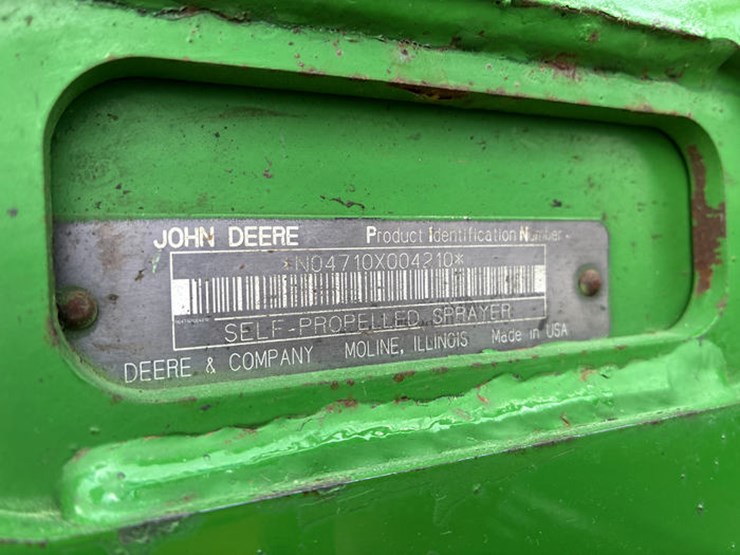 JOHN DEERE Product Identification Number
*N04710X004210*
SELF-PROPELLED SPRAYER
DEERE & COMPANY MOLINE, ILLINOIS Made in USA